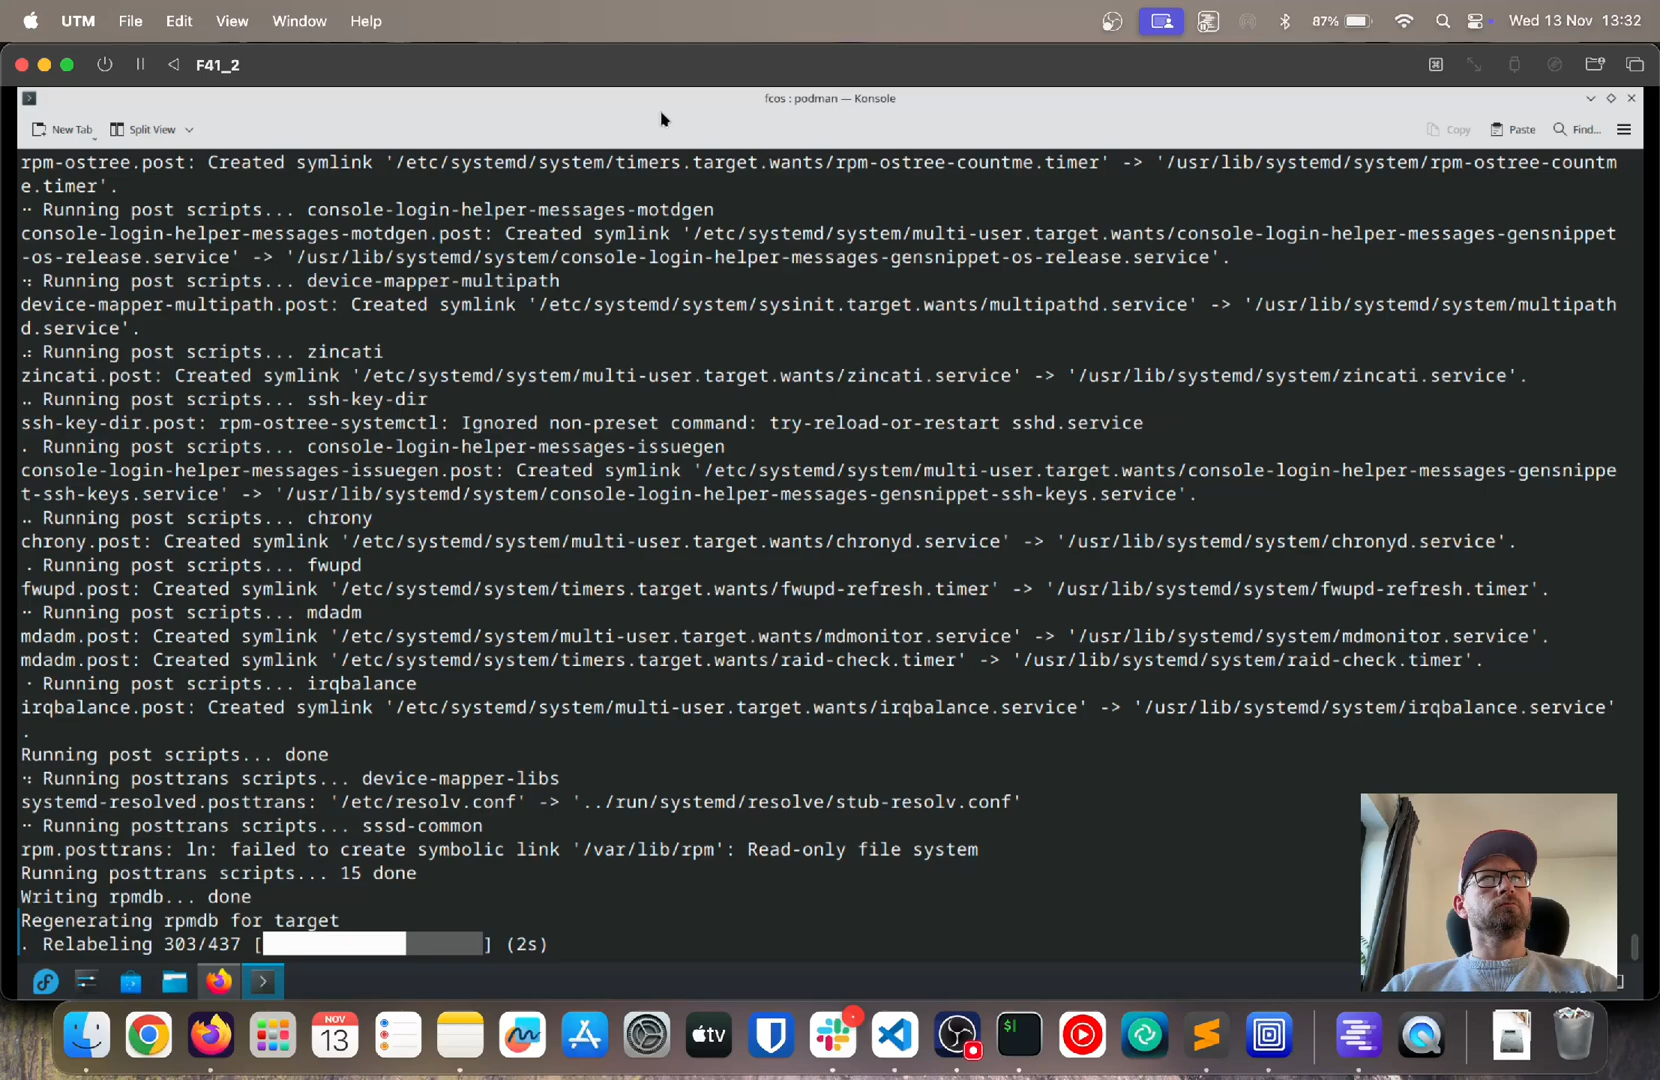 UTM File Edit View Window Help 87% Wed 13 Nov 13:32
F41_2
fcos : podman — Konsole
New Tab Split View Copy Paste Find...
rpm-ostree.post: Created symlink '/etc/systemd/system/timers.target.wants/rpm-ostree-countme.timer' -> '/usr/lib/systemd/system/rpm-ostree-countm
e.timer'.
Running post scripts... console-login-helper-messages-motdgen
console-login-helper-messages-motdgen.post: Created symlink '/etc/systemd/system/multi-user.target.wants/console-login-helper-messages-gensnippet
-os-release.service' -> '/usr/lib/systemd/system/console-login-helper-messages-gensnippet-os-release.service'.
Running post scripts... device-mapper-multipath
device-mapper-multipath.post: Created symlink '/etc/systemd/system/sysinit.target.wants/multipathd.service' -> '/usr/lib/systemd/system/multipath
d.service'.
Running post scripts... zincati
zincati.post: Created symlink '/etc/systemd/system/multi-user.target.wants/zincati.service' -> '/usr/lib/systemd/system/zincati.service'.
Running post scripts... ssh-key-dir
ssh-key-dir.post: rpm-ostree-systemctl: Ignored non-preset command: try-reload-or-restart sshd.service
Running post scripts... console-login-helper-messages-issuegen
console-login-helper-messages-issuegen.post: Created symlink '/etc/systemd/system/multi-user.target.wants/console-login-helper-messages-gensnippe
t-ssh-keys.service' -> '/usr/lib/systemd/system/console-login-helper-messages-gensnippet-ssh-keys.service'.
Running post scripts... chrony
chrony.post: Created symlink '/etc/systemd/system/multi-user.target.wants/chronyd.service' -> '/usr/lib/systemd/system/chronyd.service'.
Running post scripts... fwupd
fwupd.post: Created symlink '/etc/systemd/system/timers.target.wants/fwupd-refresh.timer' -> '/usr/lib/systemd/system/fwupd-refresh.timer'.
Running post scripts... mdadm
mdadm.post: Created symlink '/etc/systemd/system/multi-user.target.wants/mdmonitor.service' -> '/usr/lib/systemd/system/mdmonitor.service'.
mdadm.post: Created symlink '/etc/systemd/system/timers.target.wants/raid-check.timer' -> '/usr/lib/systemd/system/raid-check.timer'.
Running post scripts... irqbalance
irqbalance.post: Created symlink '/etc/systemd/system/multi-user.target.wants/irqbalance.service' -> '/usr/lib/systemd/system/irqbalance.service'
.
Running post scripts... done
Running posttrans scripts... device-mapper-libs
systemd-resolved.posttrans: '/etc/resolv.conf' -> '../run/systemd/resolve/stub-resolv.conf'
Running posttrans scripts... sssd-common
rpm.posttrans: ln: failed to create symbolic link '/var/lib/rpm': Read-only file system
Running posttrans scripts... 15 done
Writing rpmdb... done
Regenerating rpmdb for target
. Relabeling 303/437 [ ] (2s)
NOV
13
tv
$